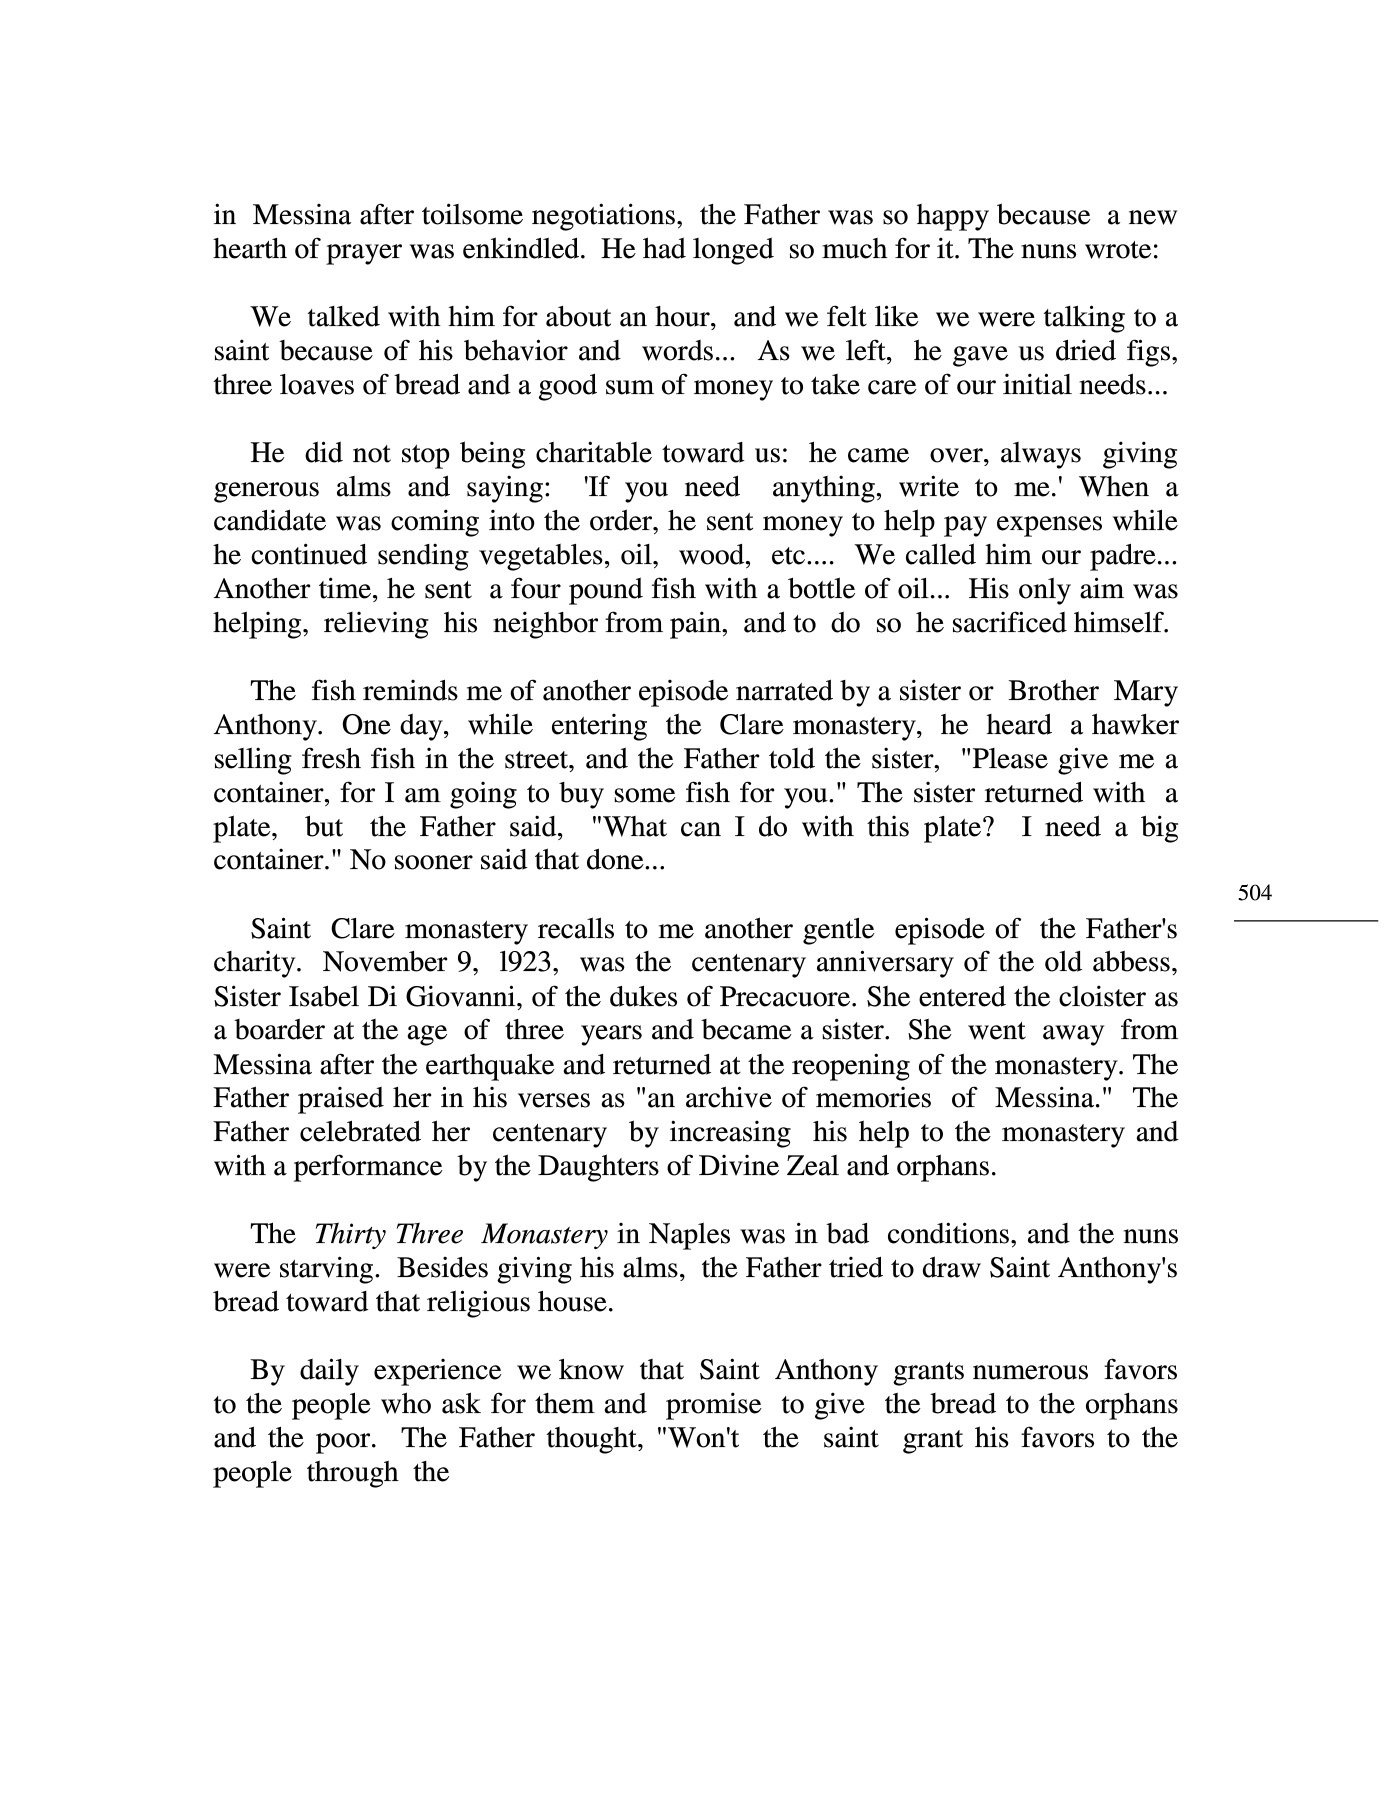 in Messina after toilsome negotiations, the Father was so happy because a new
hearth of prayer was enkindled. He had longed so much for it. The nuns wrote:
We talked with him for about an hour, and we felt like we were talking to a
saint because of his behavior and words... As we left, he gave us dried figs,
three loaves of bread and a good sum of money to take care of our initial needs...
He did not stop being charitable toward us: he came over, always giving
generous alms and saying: 'If you need anything, write to me.' When a
candidate was coming into the order, he sent money to help pay expenses while
he continued sending vegetables, oil, wood, etc.... We called him our padre...
Another time, he sent a four pound fish with a bottle of oil... His only aim was
helping, relieving his neighbor from pain, and to do so he sacrificed himself.
The fish reminds me of another episode narrated by a sister or Brother Mary
Anthony. One day, while entering the Clare monastery, he heard a hawker
selling fresh fish in the street, and the Father told the sister, "Please give me a
container, for I am going to buy some fish for you." The sister returned with a
plate, but the Father said, "What can I do with this plate? I need a big
container." No sooner said that done...
504
Saint Clare monastery recalls to me another gentle episode of the Father's
charity. November 9, l923, was the centenary anniversary of the old abbess,
Sister Isabel Di Giovanni, of the dukes of Precacuore. She entered the cloister as
a boarder at the age of three years and became a sister. She went away from
Messina after the earthquake and returned at the reopening of the monastery. The
Father praised her in his verses as "an archive of memories of Messina." The
Father celebrated her centenary by increasing his help to the monastery and
with a performance by the Daughters of Divine Zeal and orphans.
The Thirty Three Monastery in Naples was in bad conditions, and the nuns
were starving. Besides giving his alms, the Father tried to draw Saint Anthony's
bread toward that religious house.
By daily experience we know that Saint Anthony grants numerous favors
to the people who ask for them and promise to give the bread to the orphans
and the poor. The Father thought, "Won't the saint grant his favors to the
people through the